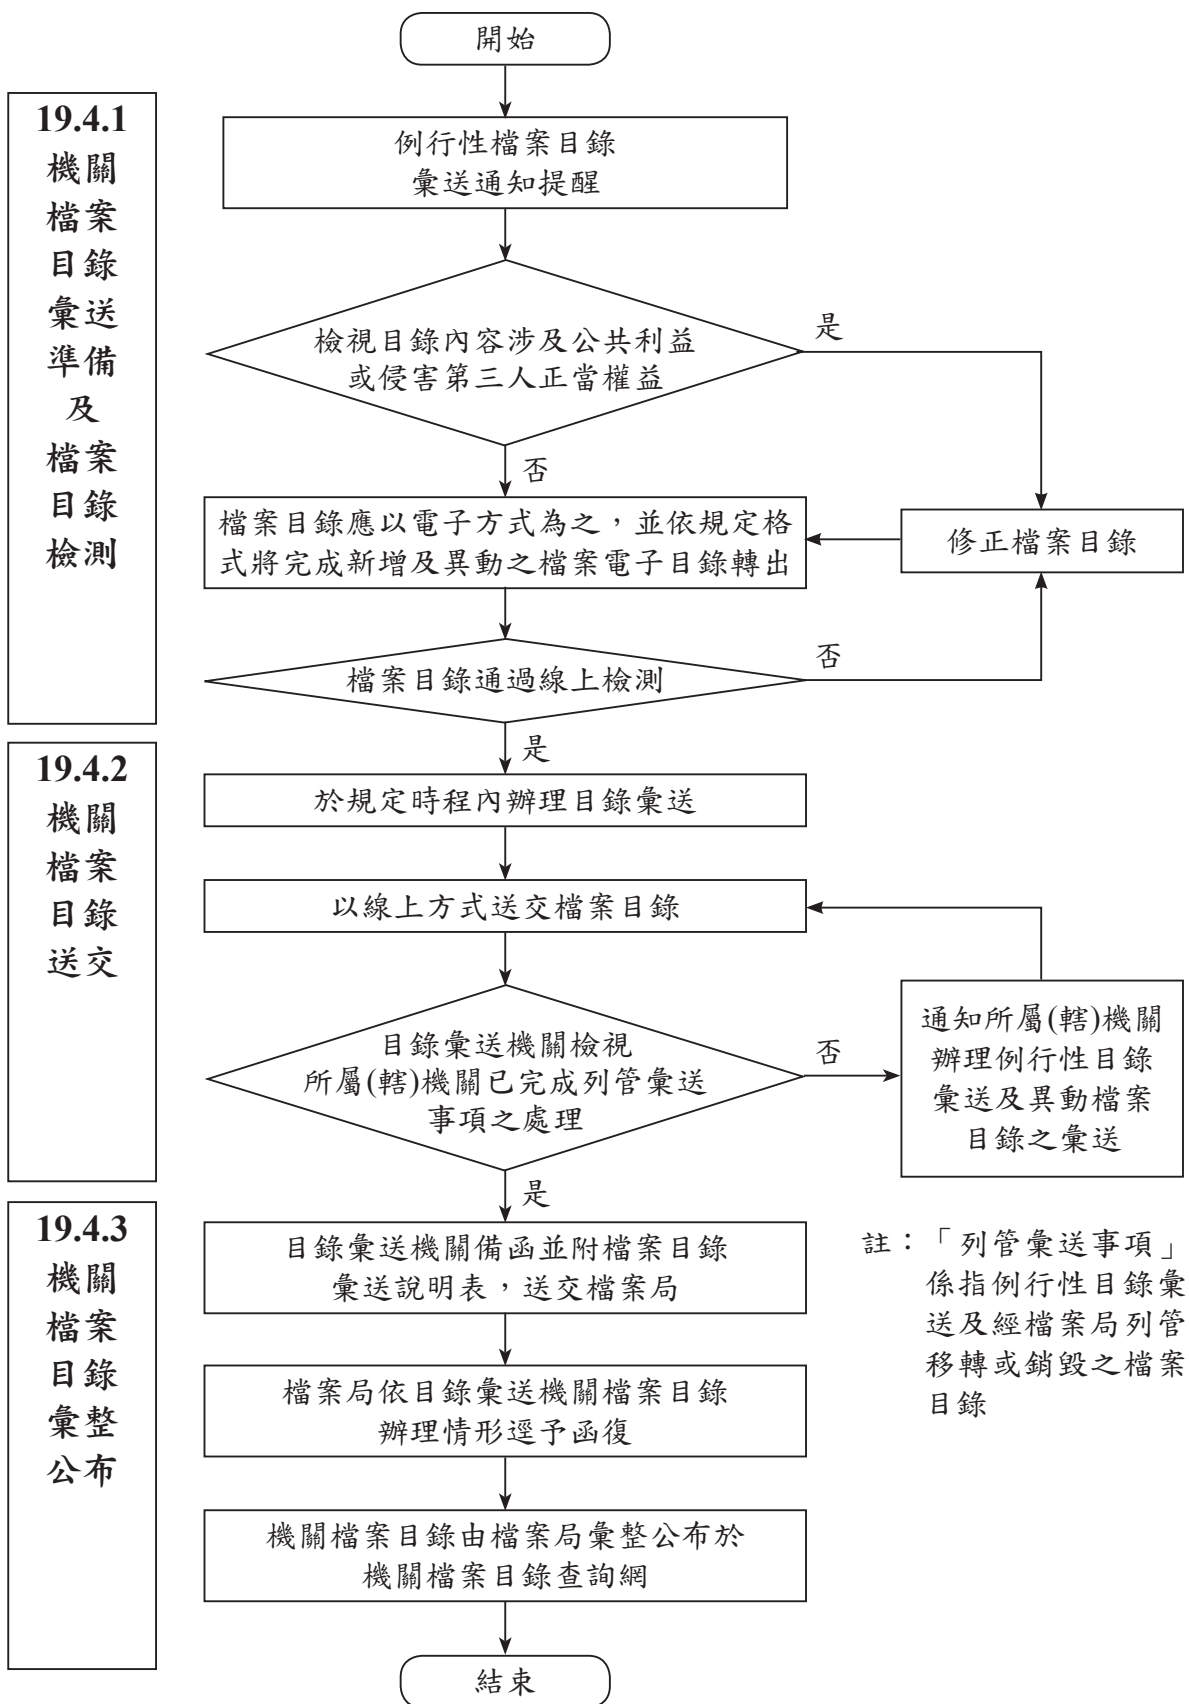 開始
19.4.1
機關
檔案
目錄
彙送
準備
及
檔案
目錄
檢測
例行性檔案目錄
彙送通知提醒
檢視目錄內容涉及公共利益
或侵害第三人正當權益
是
否
檔案目錄應以電子方式為之，並依規定格
式將完成新增及異動之檔案電子目錄轉出
修正檔案目錄
檔案目錄通過線上檢測
否
是
19.4.2
機關
檔案
目錄
送交
於規定時程內辦理目錄彙送
以線上方式送交檔案目錄
目錄彙送機關檢視
所屬(轄)機關已完成列管彙送
事項之處理
否
通知所屬(轄)機關
辦理例行性目錄
彙送及異動檔案
目錄之彙送
是
19.4.3
機關
檔案
目錄
彙整
公布
目錄彙送機關備函並附檔案目錄
彙送說明表，送交檔案局
註：「列管彙送事項」
係指例行性目錄彙
送及經檔案局列管
移轉或銷毀之檔案
目錄
檔案局依目錄彙送機關檔案目錄
辦理情形逕予函復
機關檔案目錄由檔案局彙整公布於
機關檔案目錄查詢網
結束